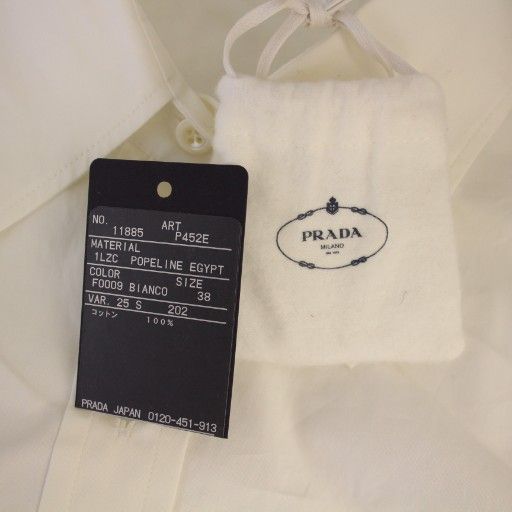 NO. ART
11885 P452E
MATERIAL
1LZC POPELINE EGYPT
COLOR SIZE
F0009 BIANCO 38
VAR. 25 S 202
コットン 100%
PRADA JAPAN 0120-451-913
PRADA
MILANO